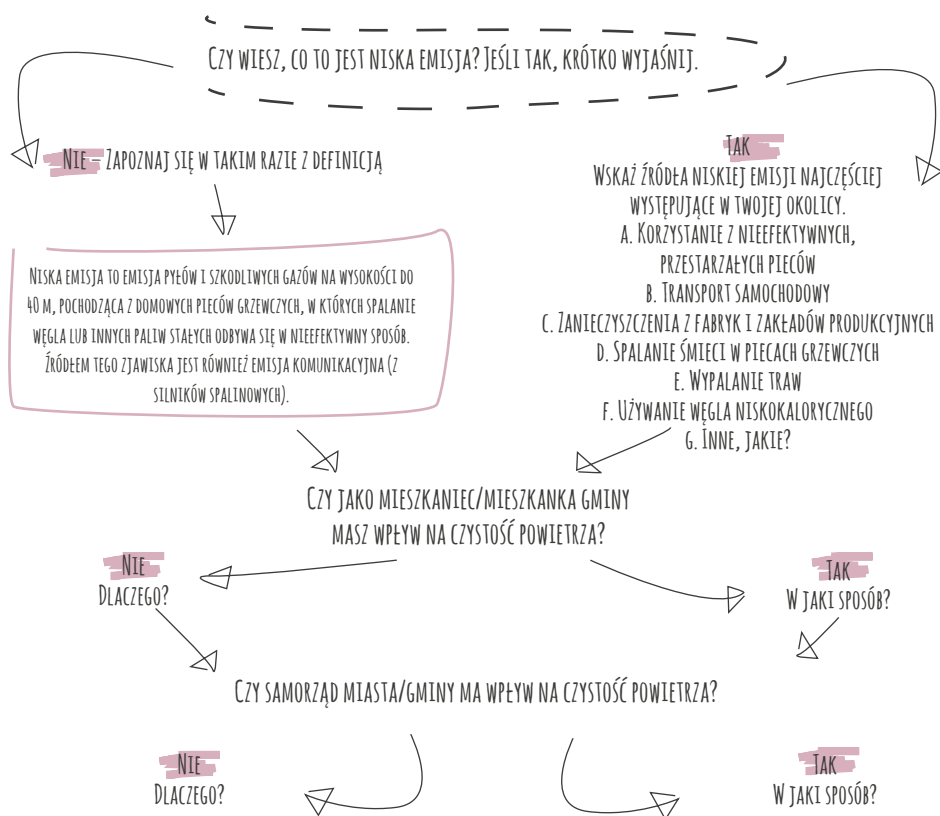 Czy wiesz, co to jest niska emisja? Jeśli tak, krótko wyjaśnij.
Nie – Zapoznaj się w takim razie z definicją
Niska emisja to emisja pyłów i szkodliwych gazów na wysokości do
40 m, pochodząca z domowych pieców grzewczych, w których spalanie
węgla lub innych paliw stałych odbywa się w nieefektywny sposób.
Źródłem tego zjawiska jest również emisja komunikacyjna (z
silników spalinowych).
Tak
Wskaż źródła niskiej emisji najczęściej
występujące w Twojej okolicy.
a. Korzystanie z nieefektywnych,
przestarzałych pieców
b. Transport samochodowy
c. Zanieczyszczenia z fabryk i zakładów produkcyjnych
d. Spalanie śmieci w piecach grzewczych
e. Wypalanie traw
f. Używanie węgla niskokalorycznego
g. Inne, jakie?
Czy jako mieszkaniec/mieszkanka gminy
masz wpływ na czystość powietrza?
Nie
Dlaczego?
Tak
W jaki sposób?
Czy samorząd miasta/gminy ma wpływ na czystość powietrza?
Nie
Dlaczego?
Tak
W jaki sposób?